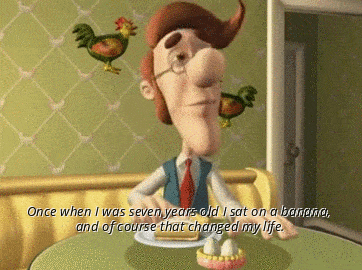 Once when I was seven years old I sat on a banana,
and of course that changed my life.